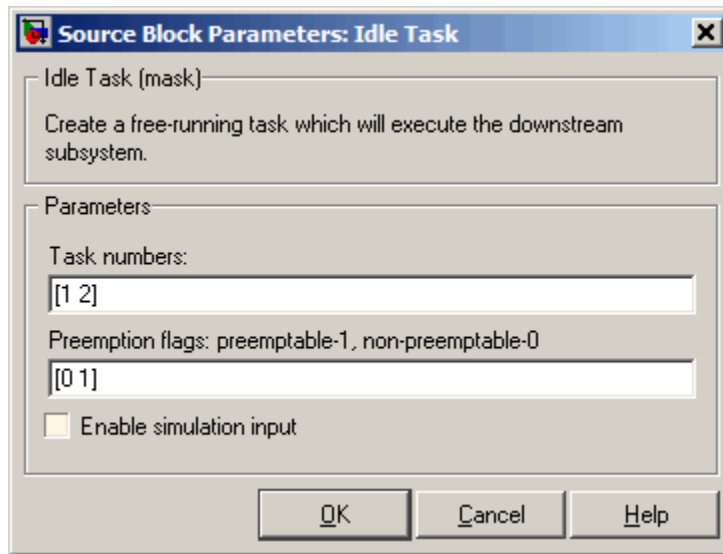 Source Block Parameters: Idle Task
Idle Task (mask)
Create a free-running task which will execute the downstream
subsystem.
Parameters
Task numbers:
[1 2]
Preemption flags: preemptable-1, non-preemptable-0
[0 1]
Enable simulation input
OK Cancel Help